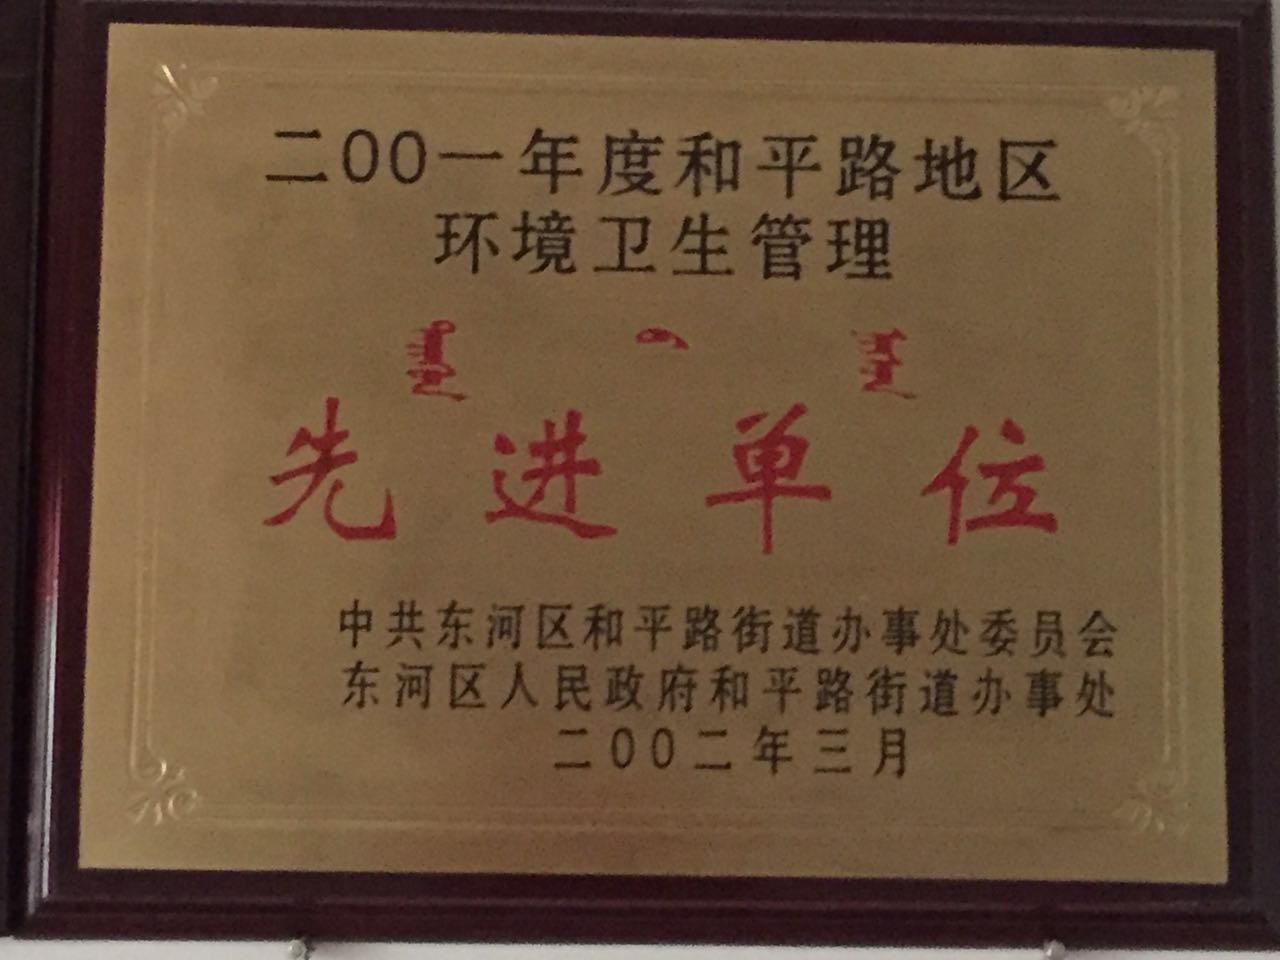 二00一年度和平路地区
环境卫生管理
先进单位
中共东河区和平路街道办事处委员会
东河区人民政府和平路街道办事处
二00二年三月